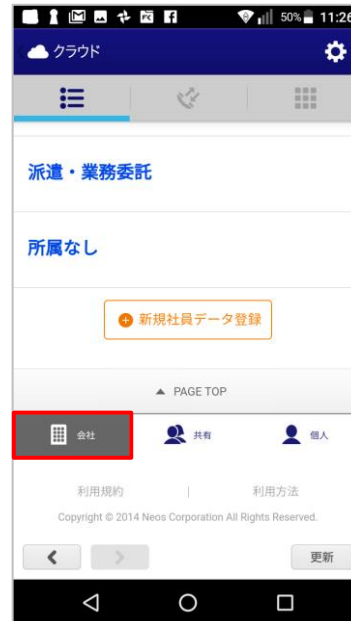 50% 11:26
クラウド
派遣・業務委託
所属なし
新規社員データ登録
▲ PAGE TOP
会社 共有 個人
利用規約 | 利用方法
Copyright © 2014 Neos Corporation All Rights Reserved.
更新